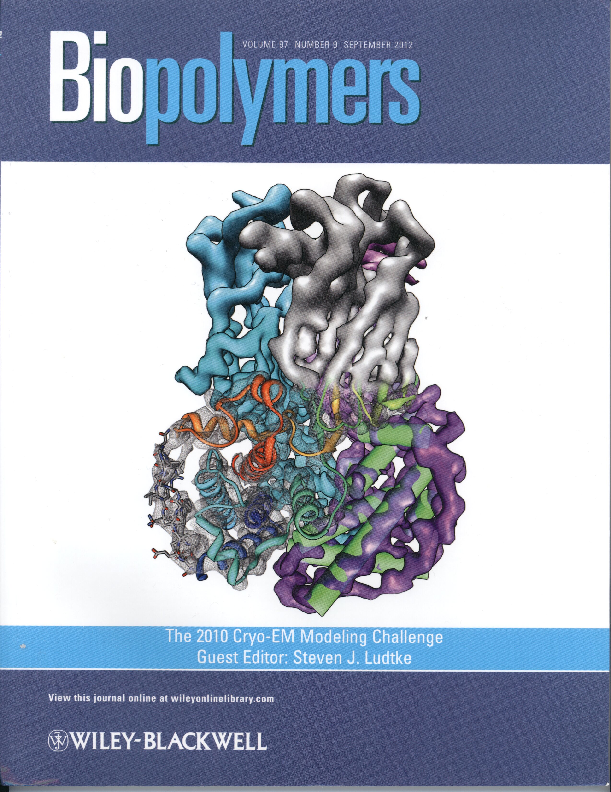 VOLUME 97 NUMBER 9 SEPTEMBER 2012
Biopolymers
The 2010 Cryo-EM Modeling Challenge
Guest Editor: Steven J. Ludtke
View this journal online at wileyonlinelibrary.com
WILEY-BLACKWELL